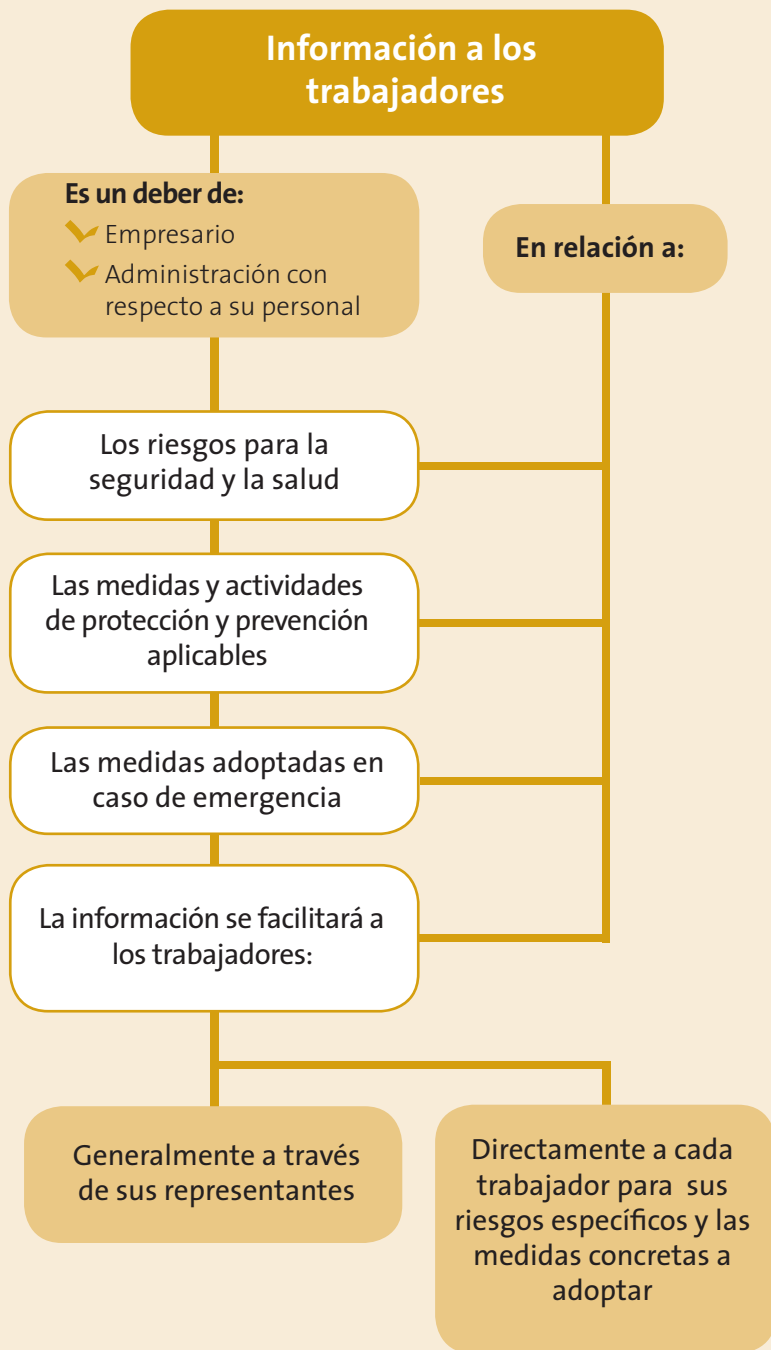 Información a los
trabajadores
Es un deber de:
Empresario
Administración con
respecto a su personal
En relación a:
Los riesgos para la
seguridad y la salud
Las medidas y actividades
de protección y prevención
aplicables
Las medidas adoptadas en
caso de emergencia
La información se facilitará a
los trabajadores:
Generalmente a través
de sus representantes
Directamente a cada
trabajador para sus
riesgos específicos y las
medidas concretas a
adoptar